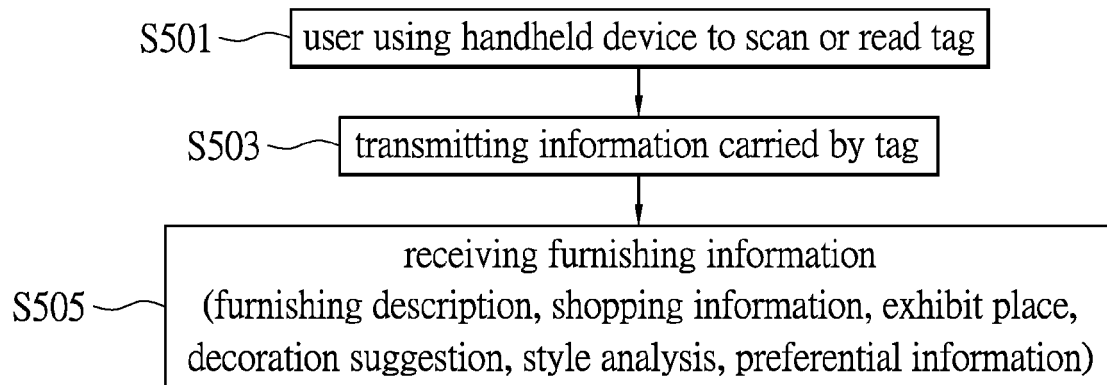 S501 user using handheld device to scan or read tag
S503 transmitting information carried by tag
receiving furnishing information
S505 (furnishing description, shopping information, exhibit place,
decoration suggestion, style analysis, preferential information)